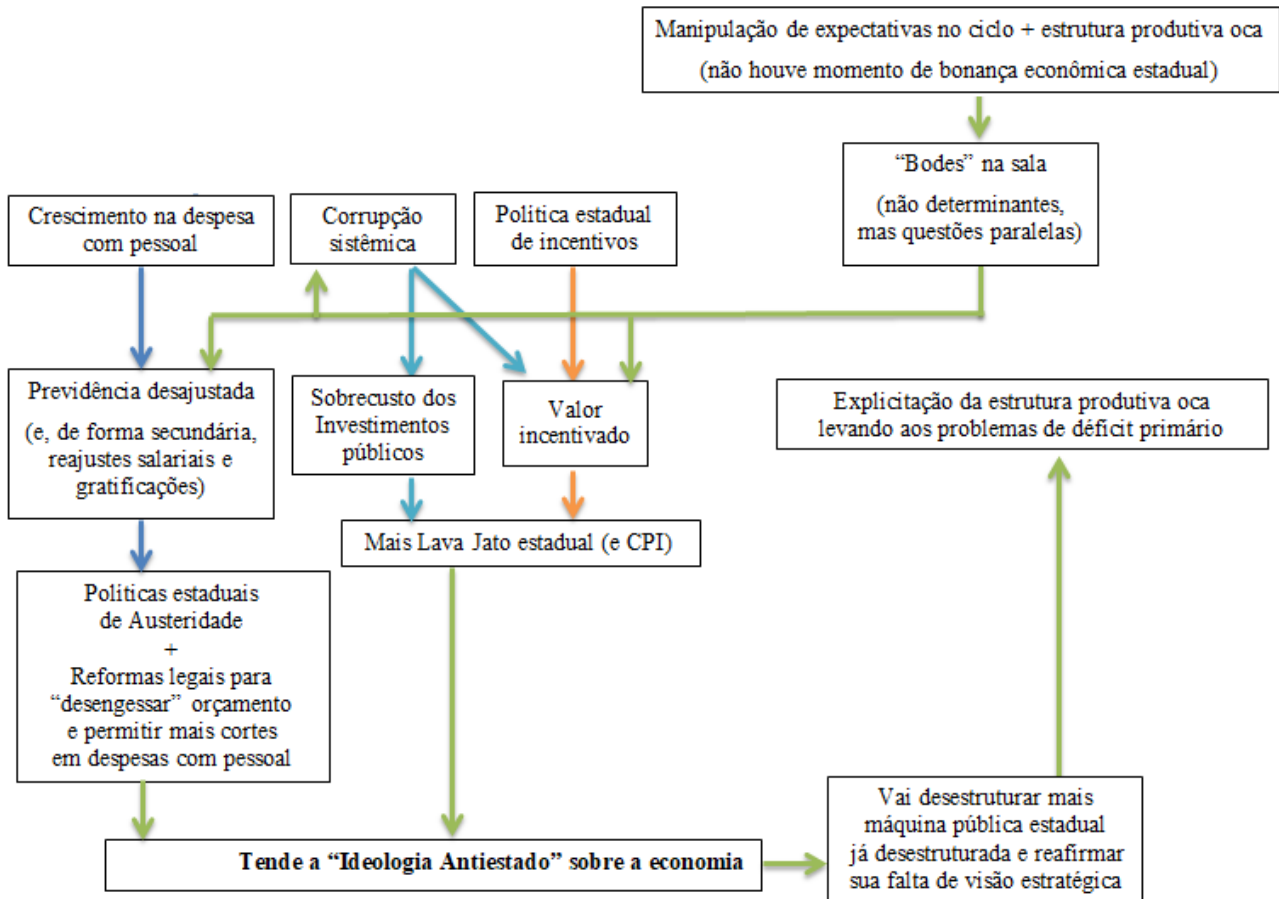 Manipulação de expectativas no ciclo + estrutura produtiva oca
(não houve momento de bonança econômica estadual)
“Bodes” na sala
(não determinantes,
mas questões paralelas)
Crescimento na despesa
com pessoal
Corrupção
sistêmica
Política estadual
de incentivos
Previdência desajustada
(e, de forma secundária,
reajustes salariais e
gratificações)
Sobrecusto dos
Investimentos
públicos
Valor
incentivado
Explicitação da estrutura produtiva oca
levando aos problemas de déficit primário
Mais Lava Jato estadual (e CPI)
Políticas estaduais
de Austeridade
+
Reformas legais para
“desengessar” orçamento
e permitir mais cortes
em despesas com pessoal
Tende a “Ideologia Antiestado” sobre a economia
Vai desestruturar mais
máquina pública estadual
já desestruturada e reafirmar
sua falta de visão estratégica